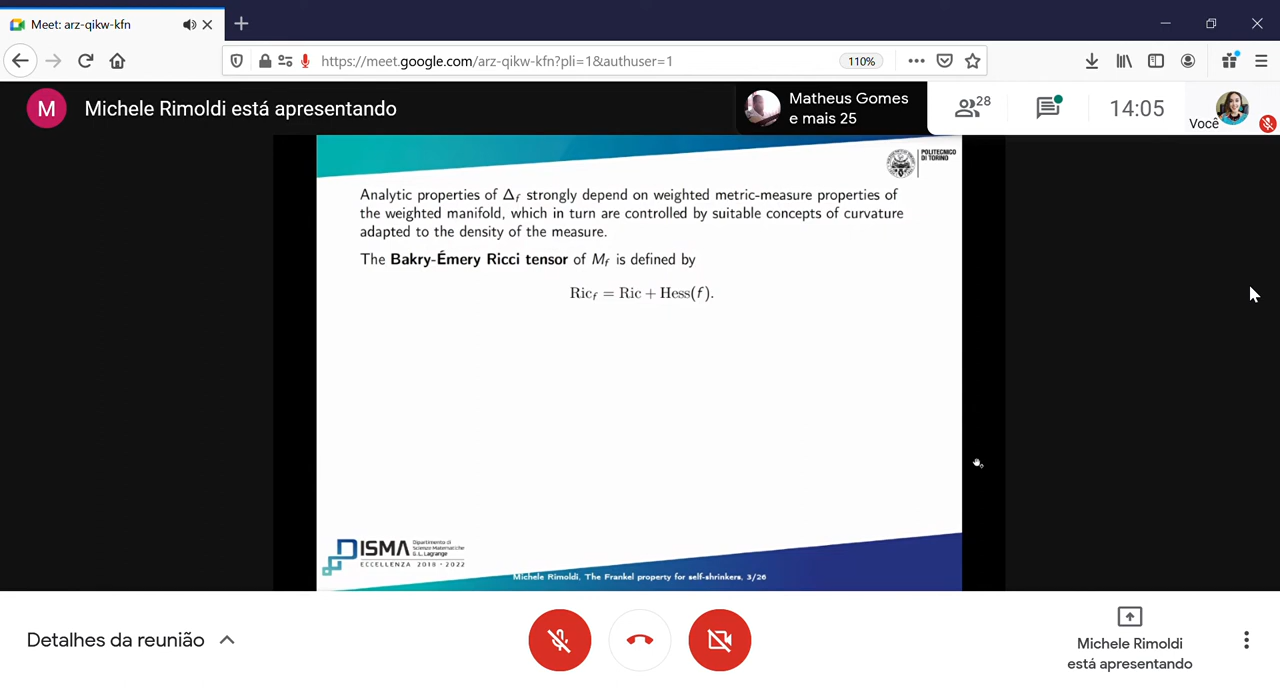 Meet: arz-qikw-kfn
https://meet.google.com/arz-qikw-kfn?pli=1&authuser=1
110%
M
Michele Rimoldi está apresentando
Matheus Gomes
e mais 25
28
14:05
Você
POLITECNICO
DI TORINO
Analytic properties of Δf strongly depend on weighted metric-measure properties of
the weighted manifold, which in turn are controlled by suitable concepts of curvature
adapted to the density of the measure.
The Bakry-Émery Ricci tensor of Mf is defined by
Ricf = Ric + Hess(f).
DISMA
Dipartimento di
Scienze Matematiche
G. L. Lagrange
ECCELLENZA 2018 · 2022
Michele Rimoldi, The Frankel property for self-shrinkers, 3/26
Detalhes da reunião
Michele Rimoldi
está apresentando